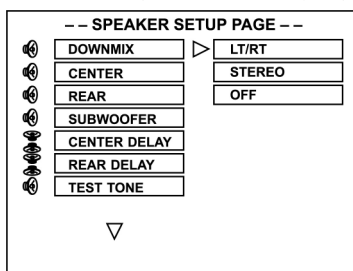 – – SPEAKER SETUP PAGE – –
DOWNMIX
LT/RT
CENTER
STEREO
REAR
OFF
SUBWOOFER
CENTER DELAY
REAR DELAY
TEST TONE